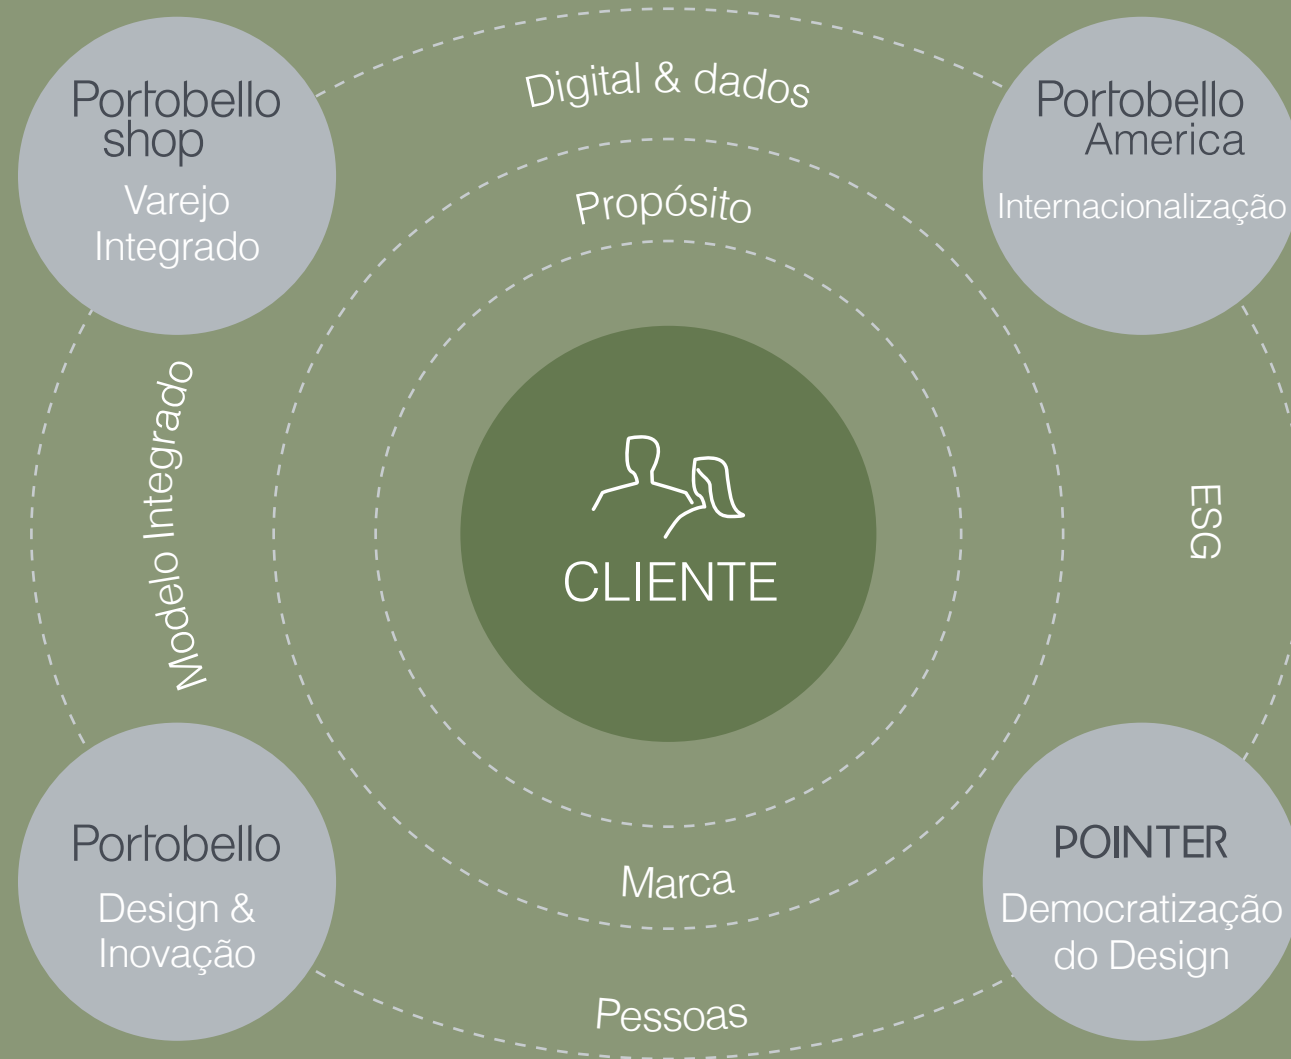 Digital & dados
Portobello
shop
Varejo
Integrado
Portobello
America
Internacionalização
Propósito
Modelo Integrado
ESG
CLIENTE
Portobello
Design &
Inovação
POINTER
Democratização
do Design
Marca
Pessoas